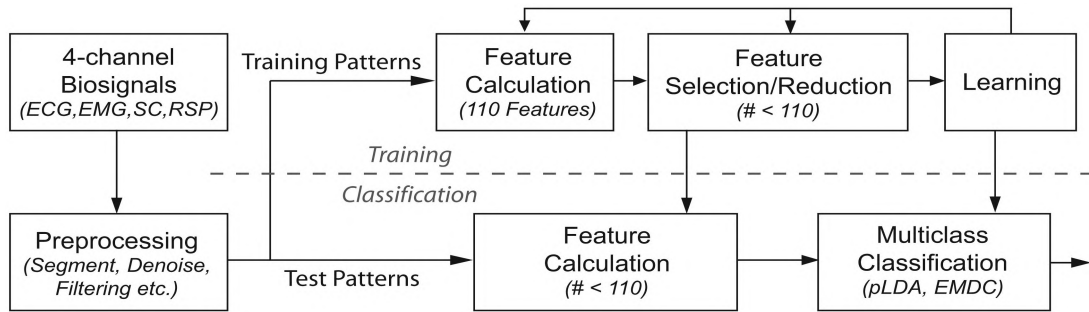 4-channel
Biosignals
(ECG,EMG,SC,RSP)
Training Patterns
Feature
Calculation
(110 Features)
Feature
Selection/Reduction
(# < 110)
Learning
Training
Classification
Preprocessing
(Segment, Denoise,
Filtering etc.)
Test Patterns
Feature
Calculation
(# < 110)
Multiclass
Classification
(pLDA, EMDC)